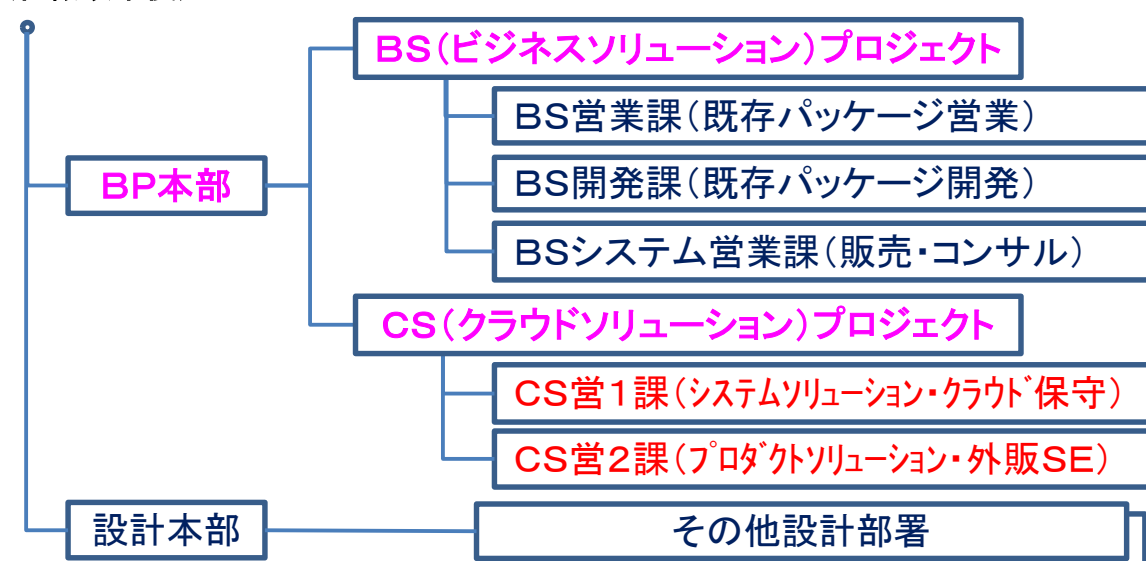 BS(ビジネスソリューション)プロジェクト
BS営業課(既存パッケージ営業)
BP本部
BS開発課(既存パッケージ開発)
BSシステム営業課(販売・コンサル)
CS(クラウドソリューション)プロジェクト
CS営1課(システムソリューション・クラウド保守)
CS営2課(プロダクトソリューション・外販SE)
設計本部
その他設計部署